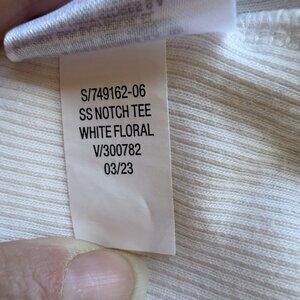 S/749162-06
SS NOTCH TEE
WHITE FLORAL
V/300782
03/23